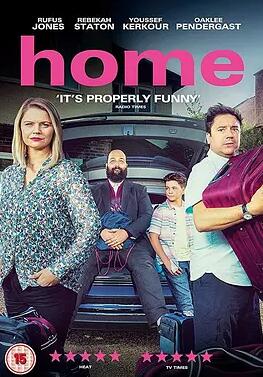 RUFUS JONES
REBEKAH STATON
YOUSSEF KERKOUR
OAKLEE PENDERGAST
home
'IT'S PROPERLY FUNNY'
RADIO TIMES
15
★★★★★
HEAT
★★★★★
TV TIMES